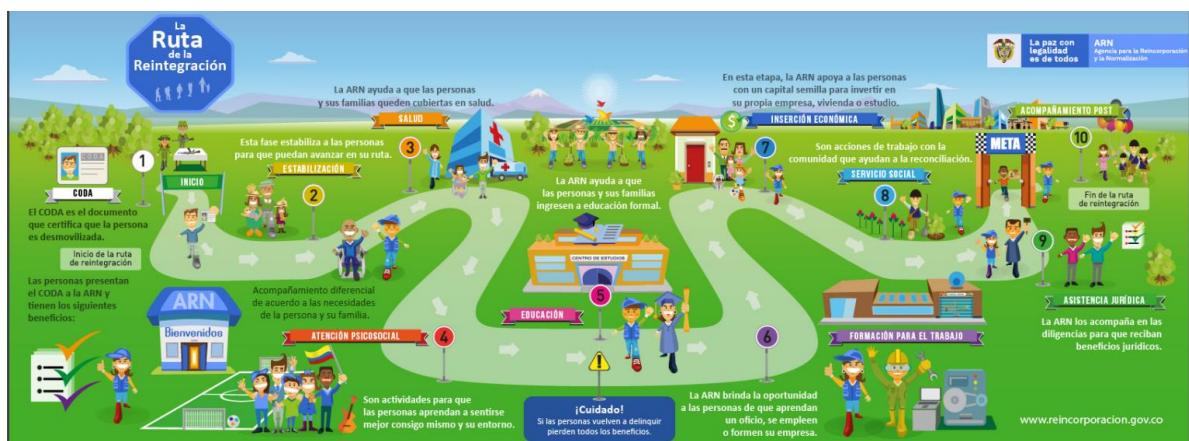 La
Ruta
de la
Reintegración
La paz con
legalidad
es de todos
ARN
Agencia para la Reincorporación
y la Normalización
CODA
1
CODA
El CODA es el documento
que certifica que la persona
es desmovilizada.
INICIO
Inicio de la ruta
de reintegración
Las personas presentan
el CODA a la ARN y
tienen los siguientes
beneficios:
ARN
Bienvenidos
Esta fase estabiliza a las personas
para que puedan avanzar en su ruta.
ESTABILIZACIÓN
2
Acompañamiento diferencial
de acuerdo a las necesidades
de la persona y su familia.
La ARN ayuda a que las personas
y sus familias queden cubiertas en salud.
SALUD
3
ATENCIÓN PSICOSOCIAL
4
Son actividades para que
las personas aprendan a sentirse
mejor consigo mismo y su entorno.
La ARN ayuda a que
las personas y sus familias
ingresen a educación formal.
CENTRO DE ESTUDIOS
EDUCACIÓN
5
¡Cuidado!
Si las personas vuelven a delinquir
pierden todos los beneficios.
6
FORMACIÓN PARA EL TRABAJO
La ARN brinda la oportunidad
a las personas de que aprendan
un oficio, se empleen
o formen su empresa.
En esta etapa, la ARN apoya a las personas
con un capital semilla para invertir en
su propia empresa, vivienda o estudio.
$
INSERCIÓN ECONÓMICA
7
Son acciones de trabajo con la
comunidad que ayudan a la reconciliación.
SERVICIO SOCIAL
8
9
ASISTENCIA JURÍDICA
La ARN los acompaña en las
diligencias para que reciban
beneficios jurídicos.
ACOMPAÑAMIENTO POST
10
META
Fin de la ruta
de reintegración
www.reincorporacion.gov.co